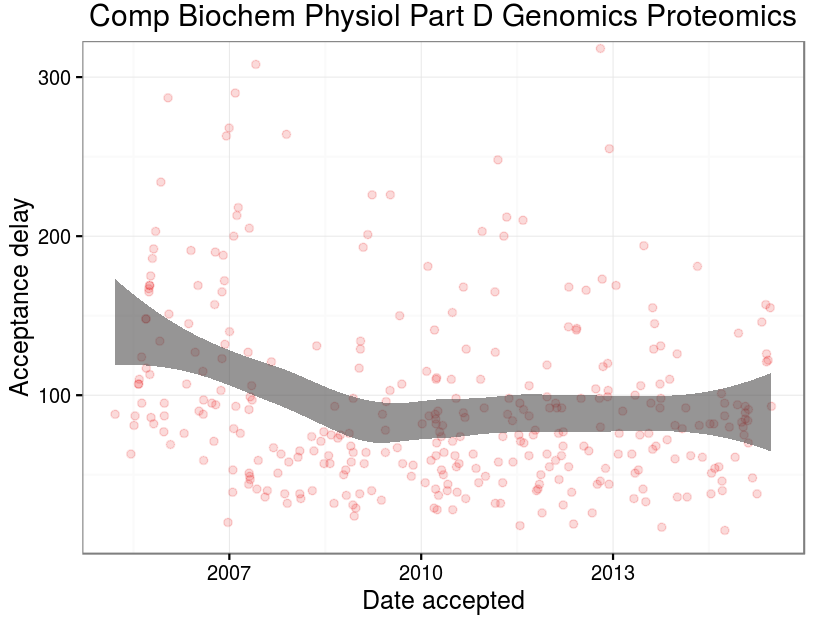 Comp Biochem Physiol Part D Genomics Proteomics
300
200
100
Acceptance delay
2007 2010 2013
Date accepted